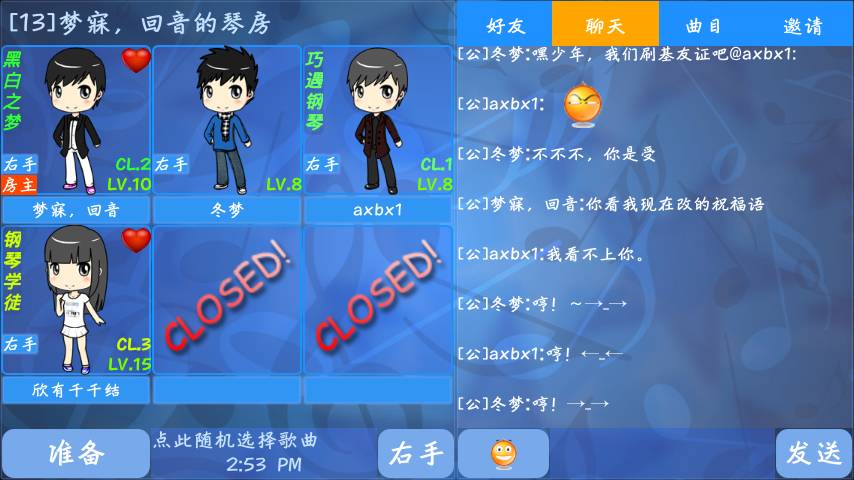 [13]梦寐，回音的琴房
黑白之梦
右手
房主
CL.2
LV.10
梦寐，回音
右手
LV.8
冬梦
巧遇钢琴
右手
CL.1
LV.8
axbx1
钢琴学徒
右手
CL.3
LV.15
欣有千千结
CLOSED!
CLOSED!
准备
点此随机选择歌曲
2:53 PM
右手
好友
聊天
曲目
邀请
[公]冬梦:嘿少年，我们刷基友证吧@axbx1:
[公]axbx1:
[公]冬梦:不不不，你是受
[公]梦寐，回音:你看我现在改的祝福语
[公]axbx1:我看不上你。
[公]冬梦:哼！~→_→
[公]axbx1:哼！←_←
[公]冬梦:哼！→_→
发送